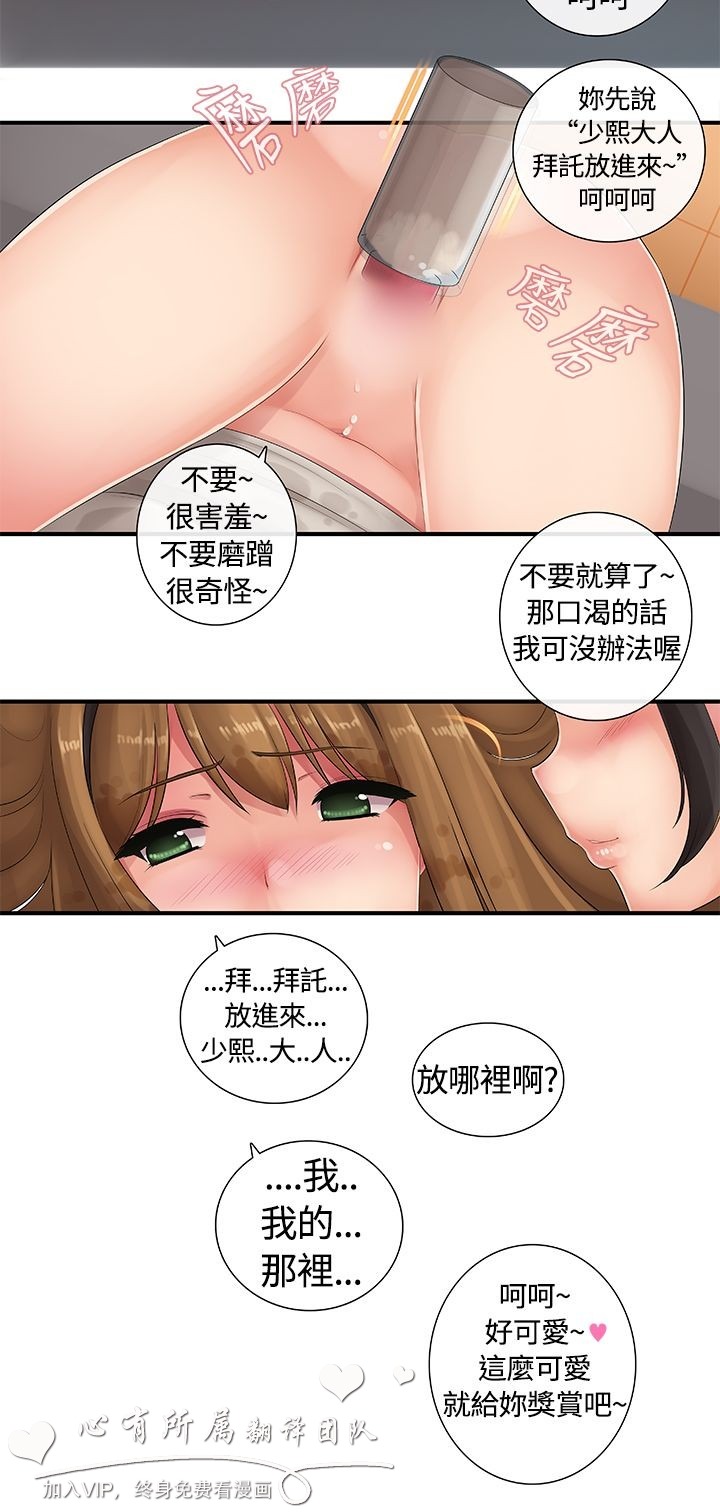 呵呵
妳先說
“少熙大人
拜託放進來~”
呵呵呵
磨磨
磨磨
不要~
很害羞~
不要磨蹭
很奇怪~
不要就算了~
那口渴的話
我可沒辦法喔
...拜...拜託...
放進來...
少熙..大..人..
放哪裡啊?
....我..
我的...
那裡...
呵呵~
好可愛~♥
這麼可愛
就給妳獎賞吧~
心有所属翻译团队
加入VIP，终身免费看漫画